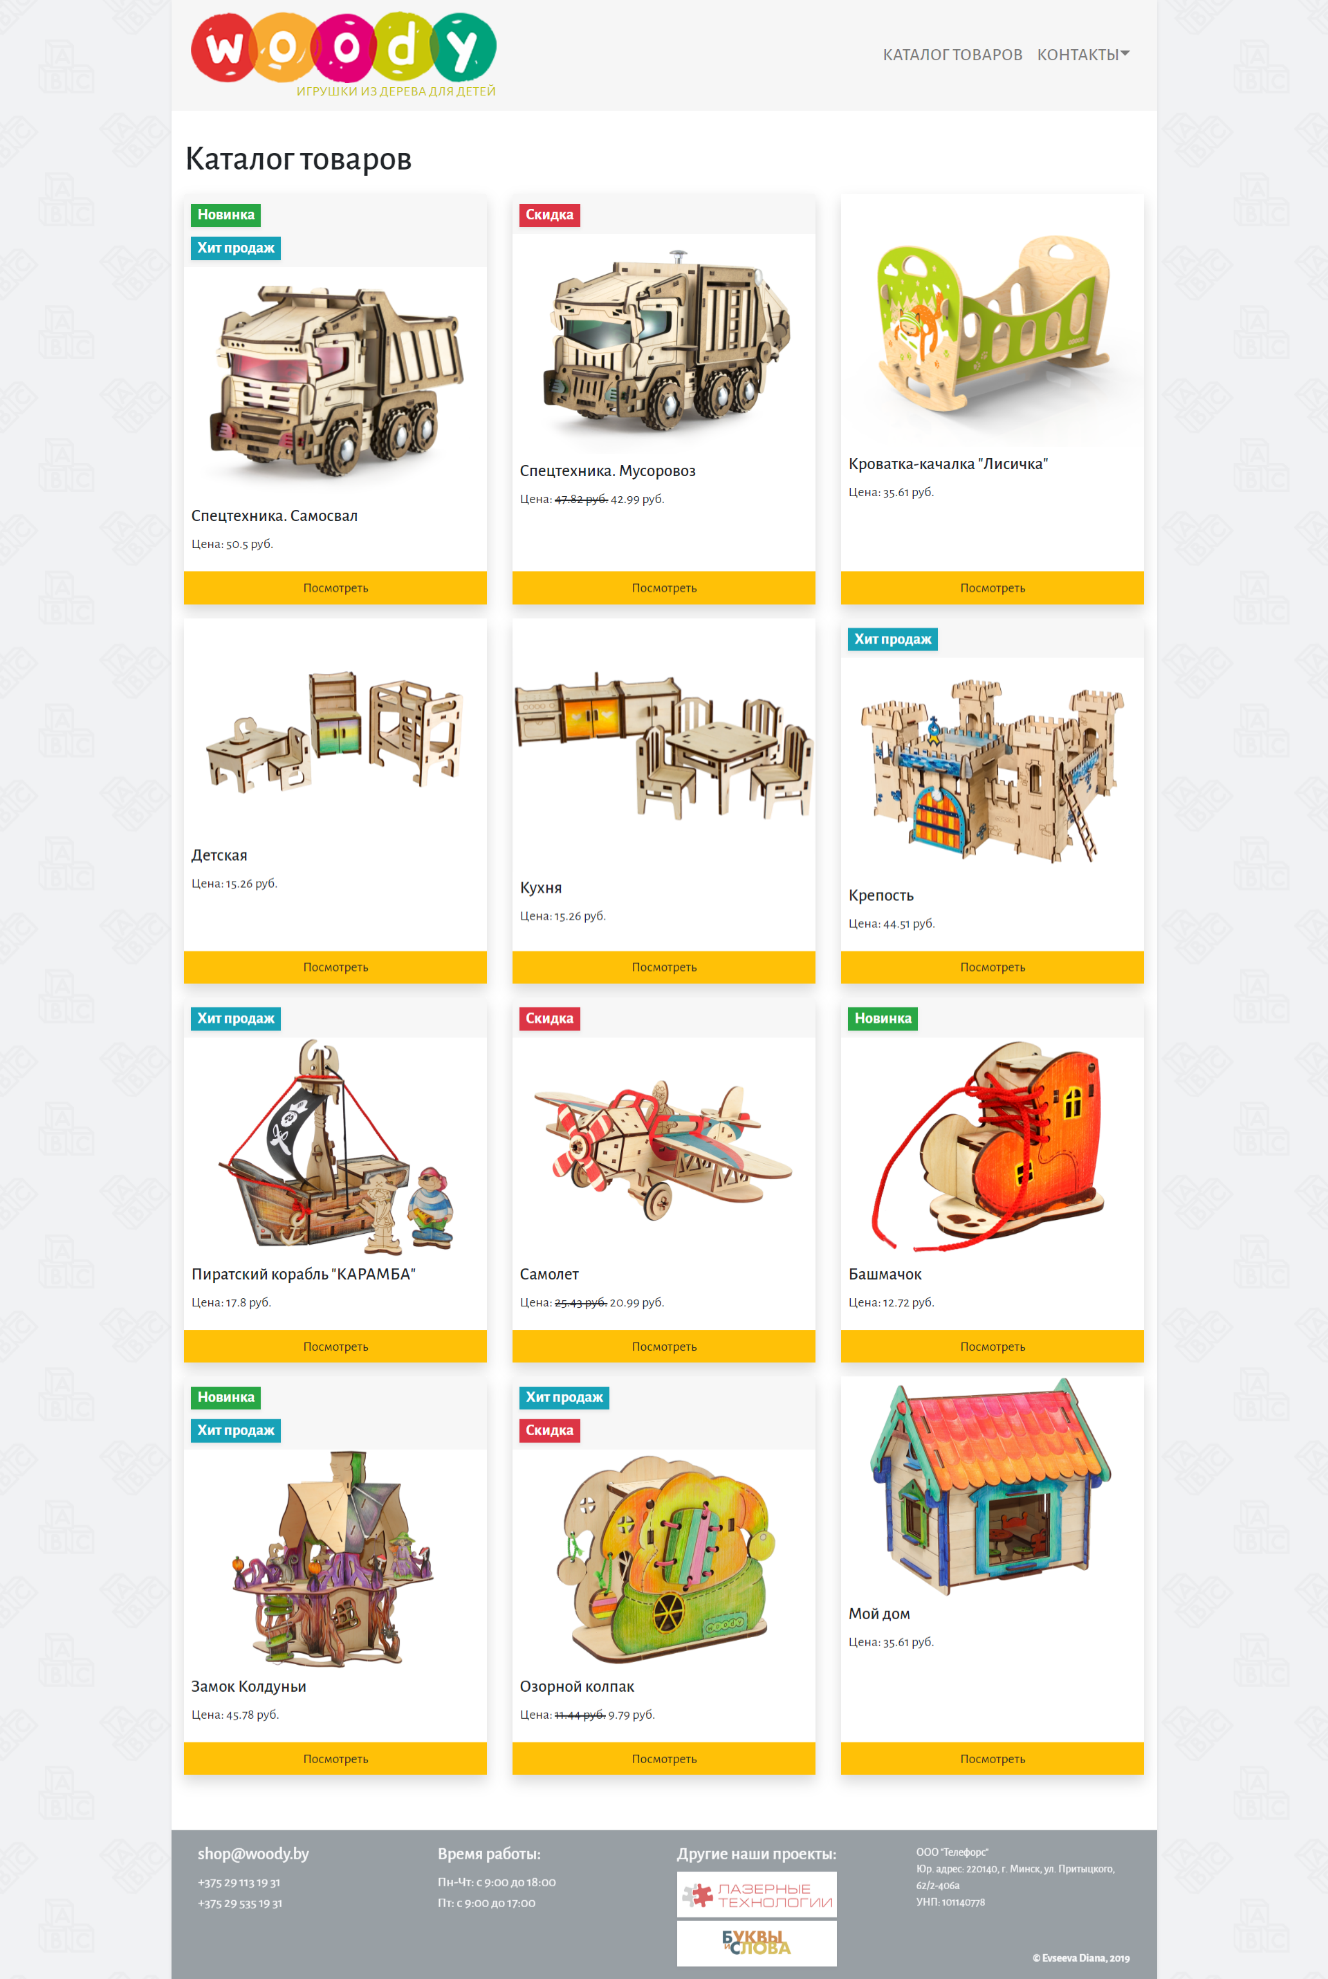 woody
ИГРУШКИ ИЗ ДЕРЕВА ДЛЯ ДЕТЕЙ
КАТАЛОГ ТОВАРОВ КОНТАКТЫ
Каталог товаров
Новинка
Хит продаж
Спецтехника. Самосвал
Цена: 50.5 руб.
Посмотреть
Скидка
Спецтехника. Мусоровоз
Цена: 47.82 руб. 42.99 руб.
Посмотреть
Кроватка-качалка "Лисичка"
Цена: 35.61 руб.
Посмотреть
Детская
Цена: 15.26 руб.
Посмотреть
Кухня
Цена: 15.26 руб.
Посмотреть
Хит продаж
Крепость
Цена: 44.51 руб.
Посмотреть
Хит продаж
Пиратский корабль "КАРАМБА"
Цена: 17.8 руб.
Посмотреть
Скидка
Самолет
Цена: 25.43 руб. 20.99 руб.
Посмотреть
Новинка
Башмачок
Цена: 12.72 руб.
Посмотреть
Новинка
Хит продаж
Замок Колдуньи
Цена: 45.78 руб.
Посмотреть
Хит продаж
Скидка
WOODY
Озорной колпак
Цена: 11.44 руб. 9.79 руб.
Посмотреть
Мой дом
Цена: 35.61 руб.
Посмотреть
shop@woody.by
+375 29 113 19 31
+375 29 535 19 31
Время работы:
Пн-Чт: с 9:00 до 18:00
Пт: с 9:00 до 17:00
Другие наши проекты:
ЛАЗЕРНЫЕ
ТЕХНОЛОГИИ
БУКВЫ
И СЛОВА
ООО "Телефорс"
Юр. адрес: 220140, г. Минск, ул. Притыцкого,
62/2-406а
УНП: 101140778
© Evseeva Diana, 2019